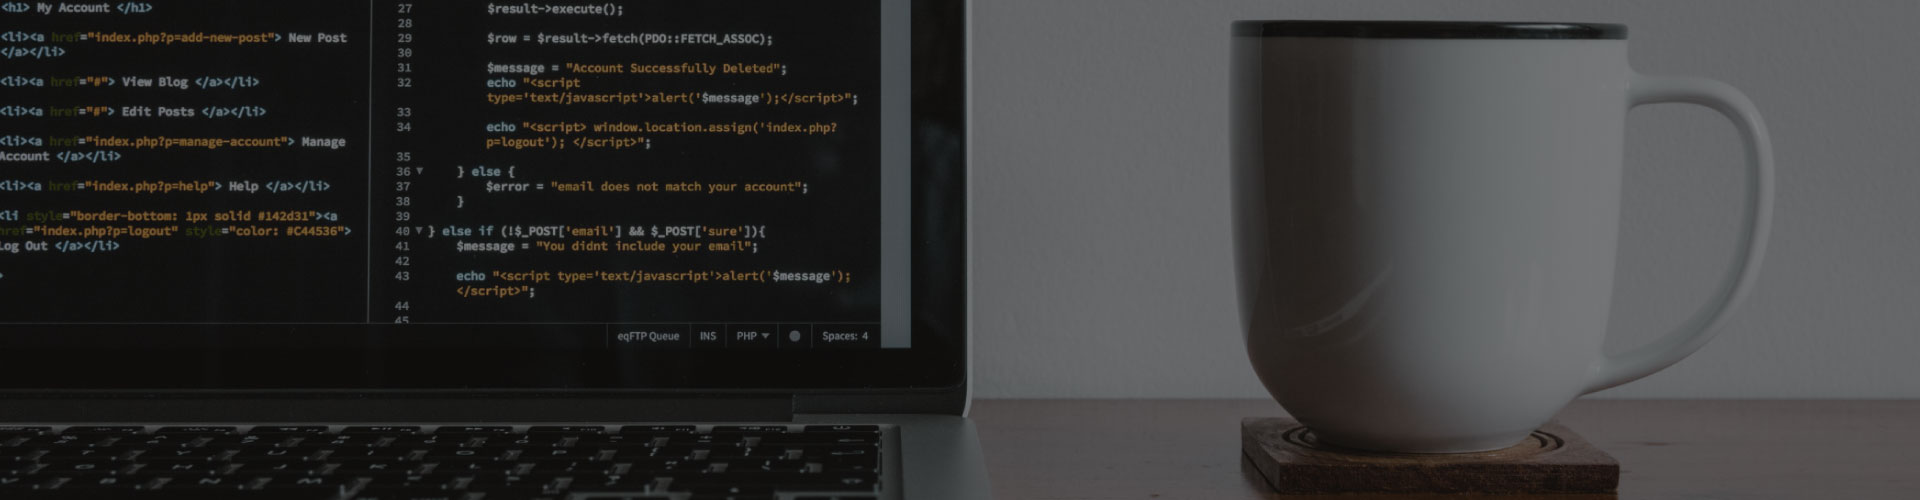 <h1> My Account </h1>
<li><a href="index.php?p=add-new-post"> New Post
</a></li>
<li><a href="#"> View Blog </a></li>
<li><a href="#"> Edit Posts </a></li>
<li><a href="index.php?p=manage-account"> Manage
Account </a></li>
<li><a href="index.php?p=help"> Help </a></li>
<li style="border-bottom: 1px solid #142d31"><a
href="index.php?p=logout" style="color: #C44536">
Log Out </a></li>
>
27 $result->execute();
28
29 $row = $result->fetch(PDO::FETCH_ASSOC);
30
31 $message = "Account Successfully Deleted";
32 echo "<script
type='text/javascript'>alert('$message');</script>";
33
34 echo "<script> window.location.assign('index.php?
p=logout'); </script>";
35
36 } else {
37 $error = "email does not match your account";
38 }
39
40 } else if (!$_POST['email'] && $_POST['sure']){
41 $message = "You didnt include your email";
42
43 echo "<script type='text/javascript'>alert('$message');
</script>";
44
45
eqFTP Queue INS PHP Spaces: 4